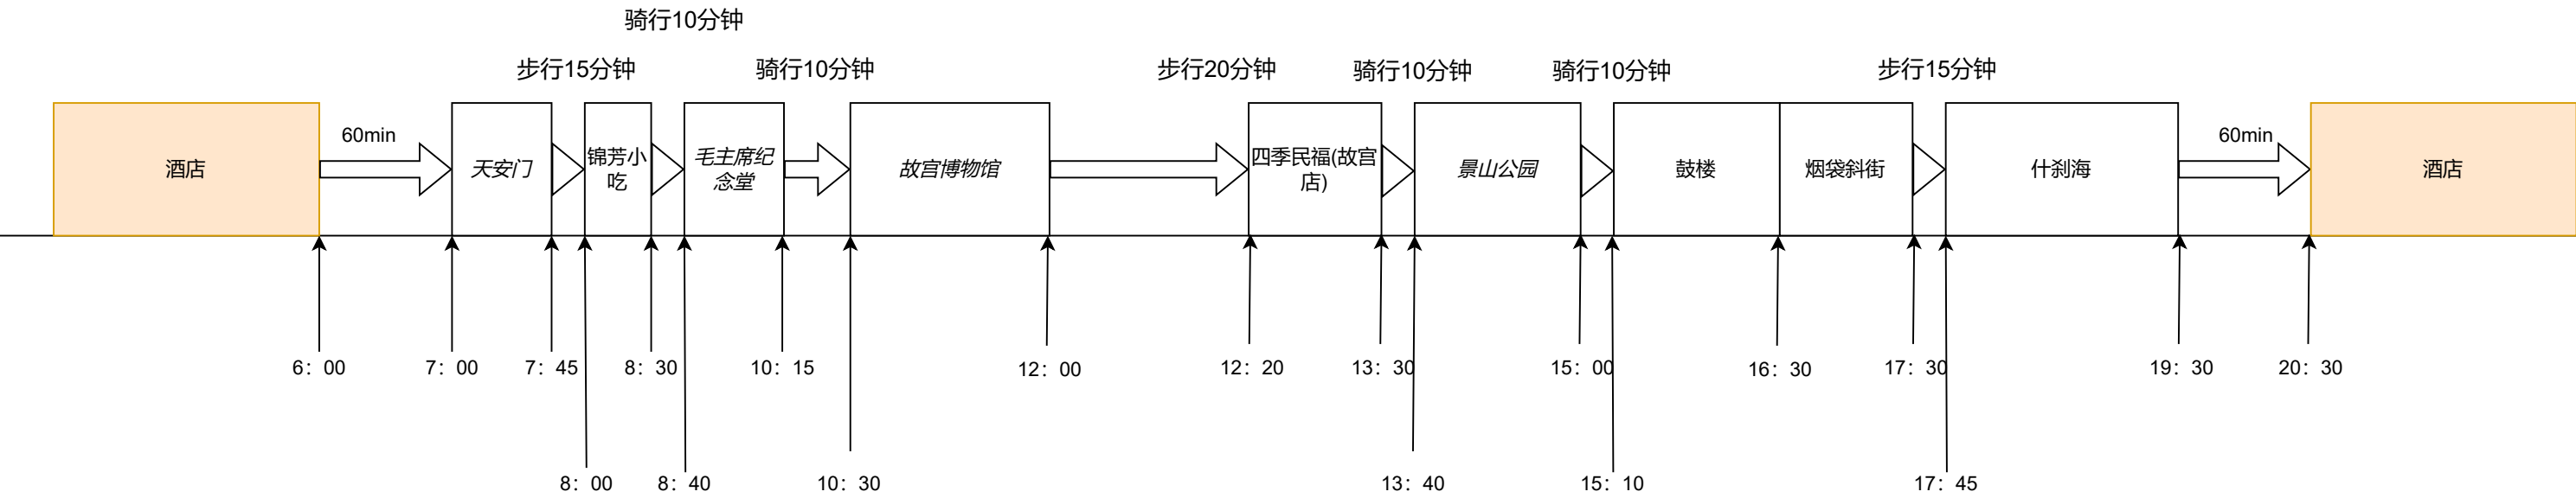 骑行10分钟
步行15分钟
骑行10分钟
步行20分钟
骑行10分钟
骑行10分钟
步行15分钟
酒店
60min
天安门
锦芳小
吃
毛主席纪
念堂
故宫博物馆
四季民福(故宫
店)
景山公园
鼓楼
烟袋斜街
什刹海
60min
酒店
6：00
7：00
7：45
8：30
10：15
12：00
12：20
13：30
15：00
16：30
17：30
19：30
20：30
8：00
8：40
10：30
13：40
15：10
17：45